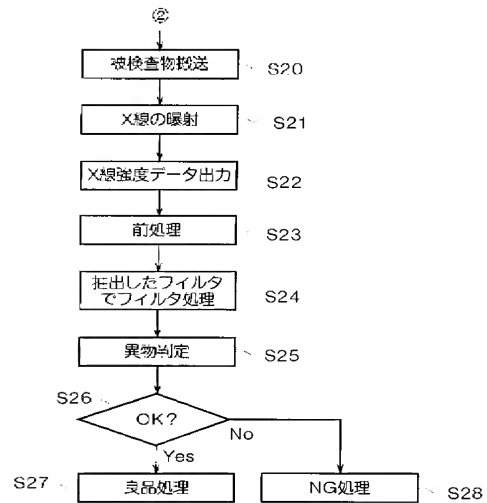 ②
被検査物搬送 S20
X線の曝射 S21
X線強度データ出力 S22
前処理 S23
抽出したフィルタ
でフィルタ処理 S24
異物判定 S25
S26
OK?
No
Yes
S27 良品処理 NG処理 S28